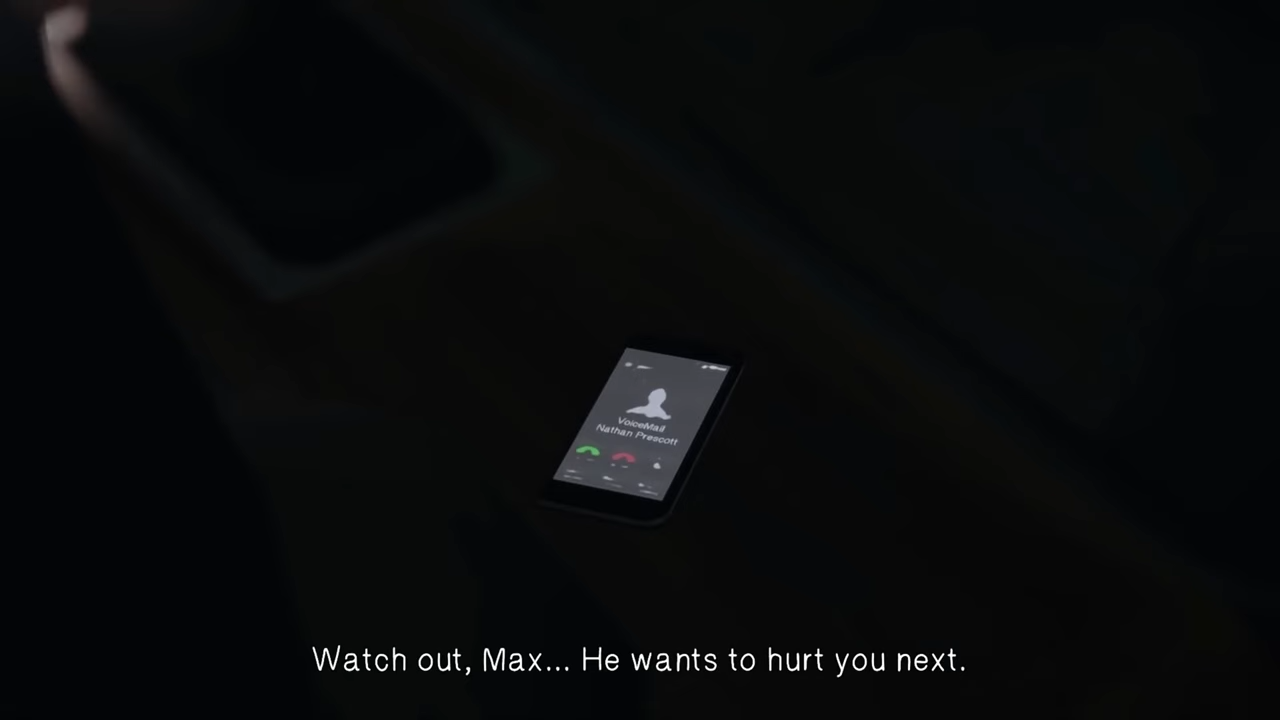 VoiceMail
Nathan Prescott
Watch out, Max... He wants to hurt you next.